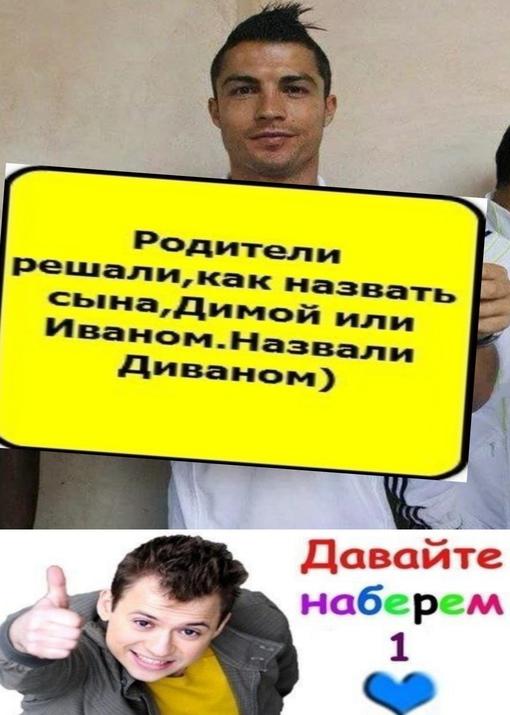 Родители
решали,как назвать
сына,Димой или
Иваном.Назвали
Диваном)
Давайте
наберем
1